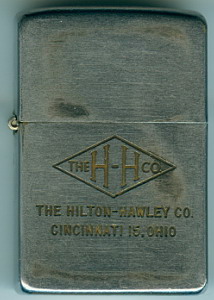 THE H-H CO.
THE HILTON-HAWLEY CO.
CINCINNATI 15, OHIO